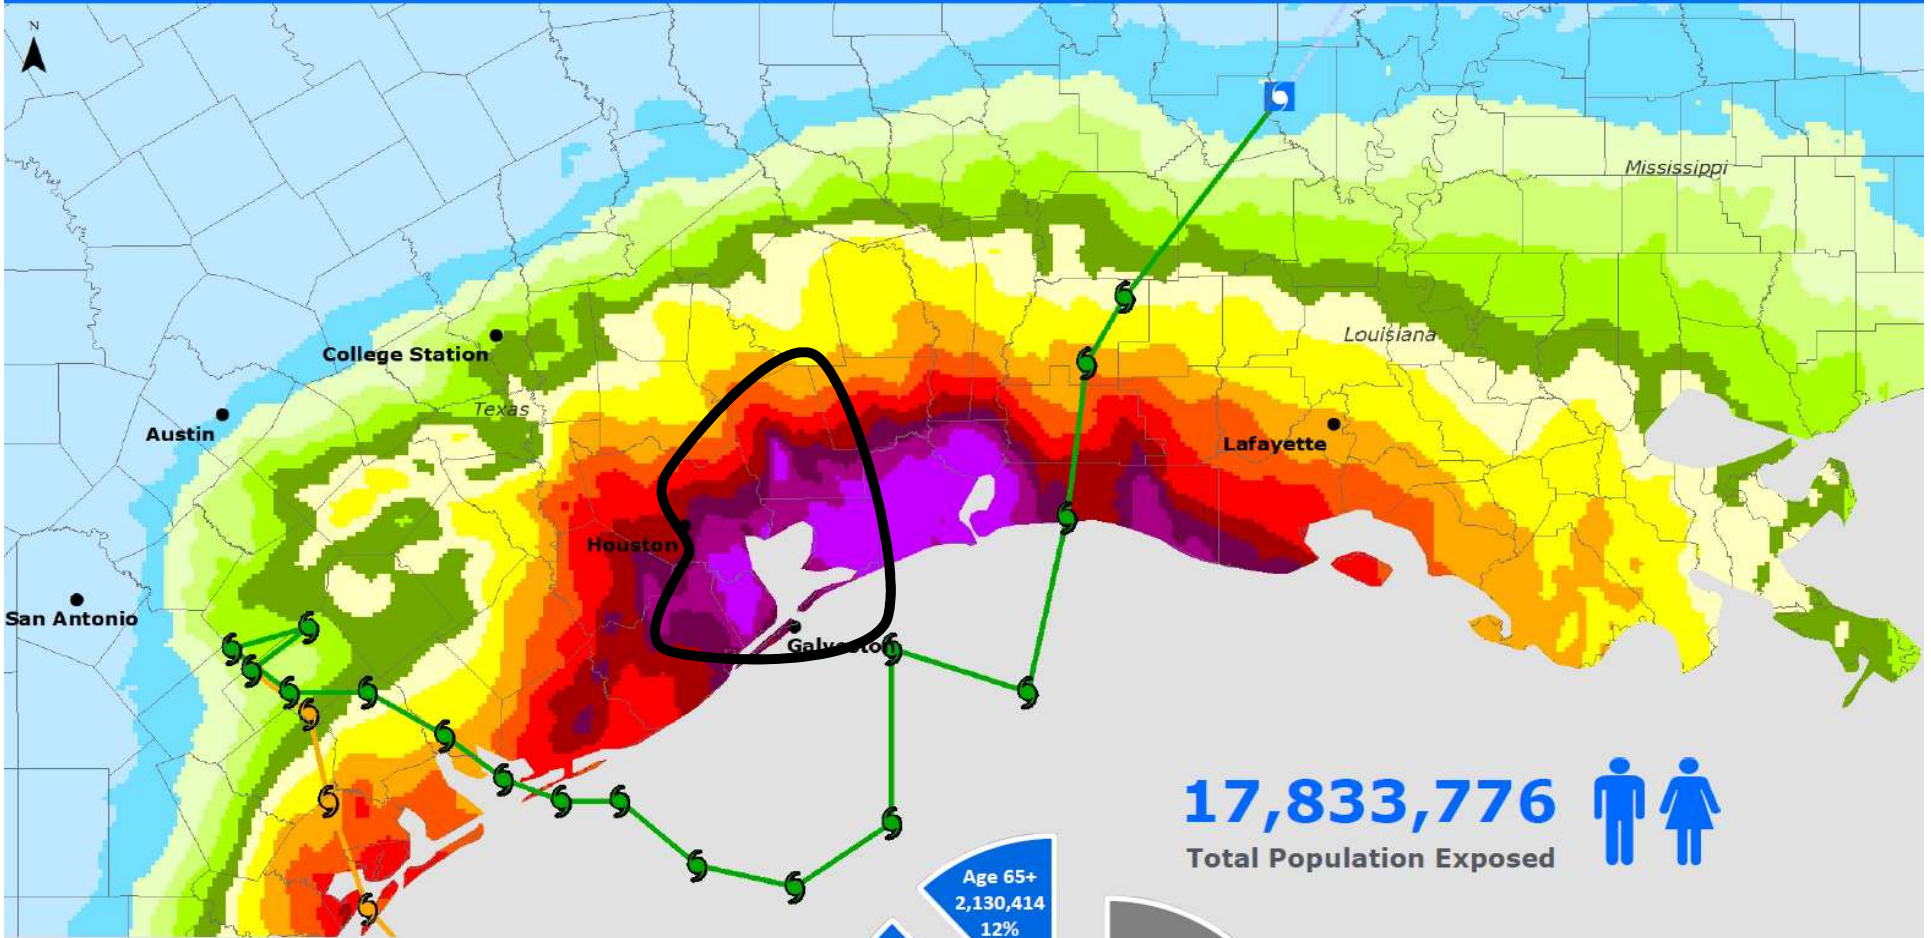 N
Mississippi
Louisiana
College Station
Texas
Austin
Lafayette
Houston
San Antonio
Galveston
17,833,776
Total Population Exposed
Age 65+
2,130,414
12%